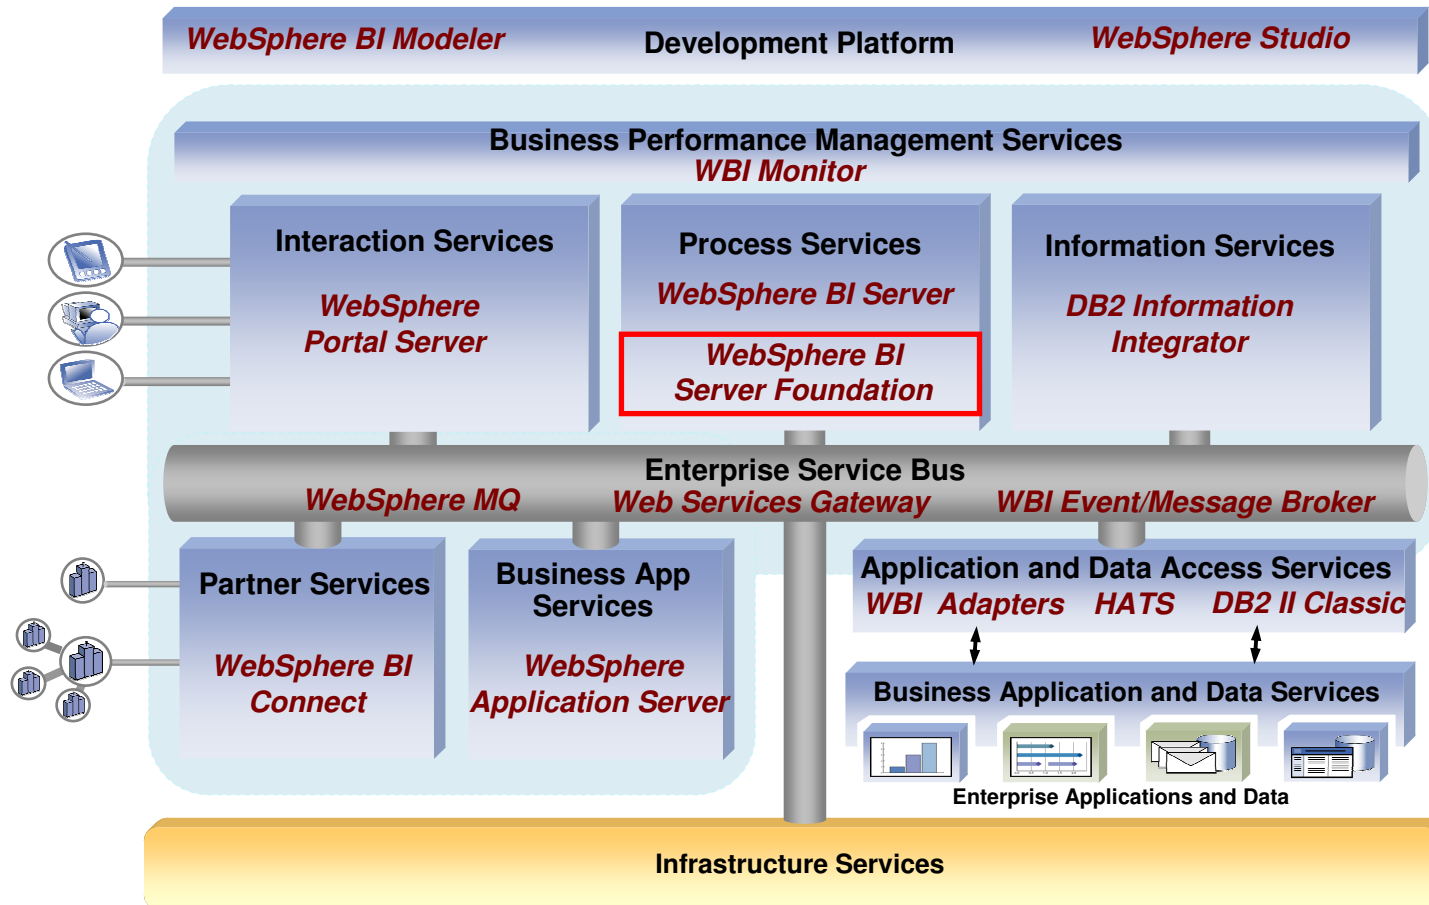 WebSphere BI Modeler
Development Platform
WebSphere Studio
Business Performance Management Services
WBI Monitor
Interaction Services
WebSphere
Portal Server
Process Services
WebSphere BI Server
WebSphere BI
Server Foundation
Information Services
DB2 Information
Integrator
Enterprise Service Bus
WebSphere MQ
Web Services Gateway
WBI Event/Message Broker
Partner Services
WebSphere BI
Connect
Business App
Services
WebSphere
Application Server
Application and Data Access Services
WBI Adapters
HATS
DB2 II Classic
Business Application and Data Services
Enterprise Applications and Data
Infrastructure Services